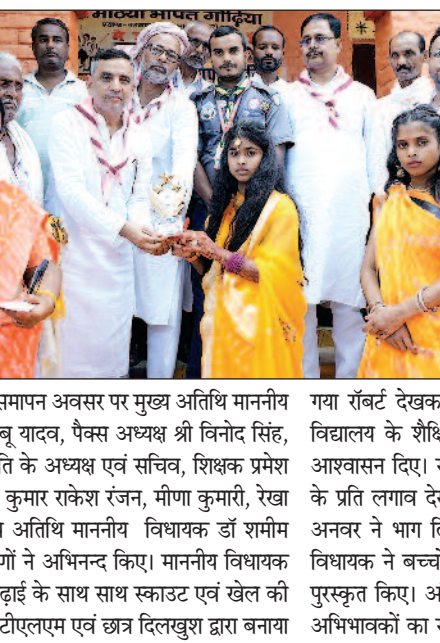 माठ्या भापत गोढ़िया
समापन अवसर पर मुख्य अतिथि माननीय
बू यादव, पैक्स अध्यक्ष श्री विनोद सिंह,
ति के अध्यक्ष एवं सचिव, शिक्षक प्रमेश
कुमार राकेश रंजन, मीणा कुमारी, रेखा
अतिथि माननीय विधायक डॉ शमीम
णों ने अभिनन्द किए। माननीय विधायक
ढ़ाई के साथ साथ स्काउट एवं खेल की
टीएलएम एवं छात्र दिलखुश द्वारा बनाया
गया रॉबर्ट देखक
विद्यालय के शैक्षि
आश्वासन दिए।
के प्रति लगाव दे
अनवर ने भाग
विधायक ने बच्चो
पुरस्कृत किए।
अभिभावकों का